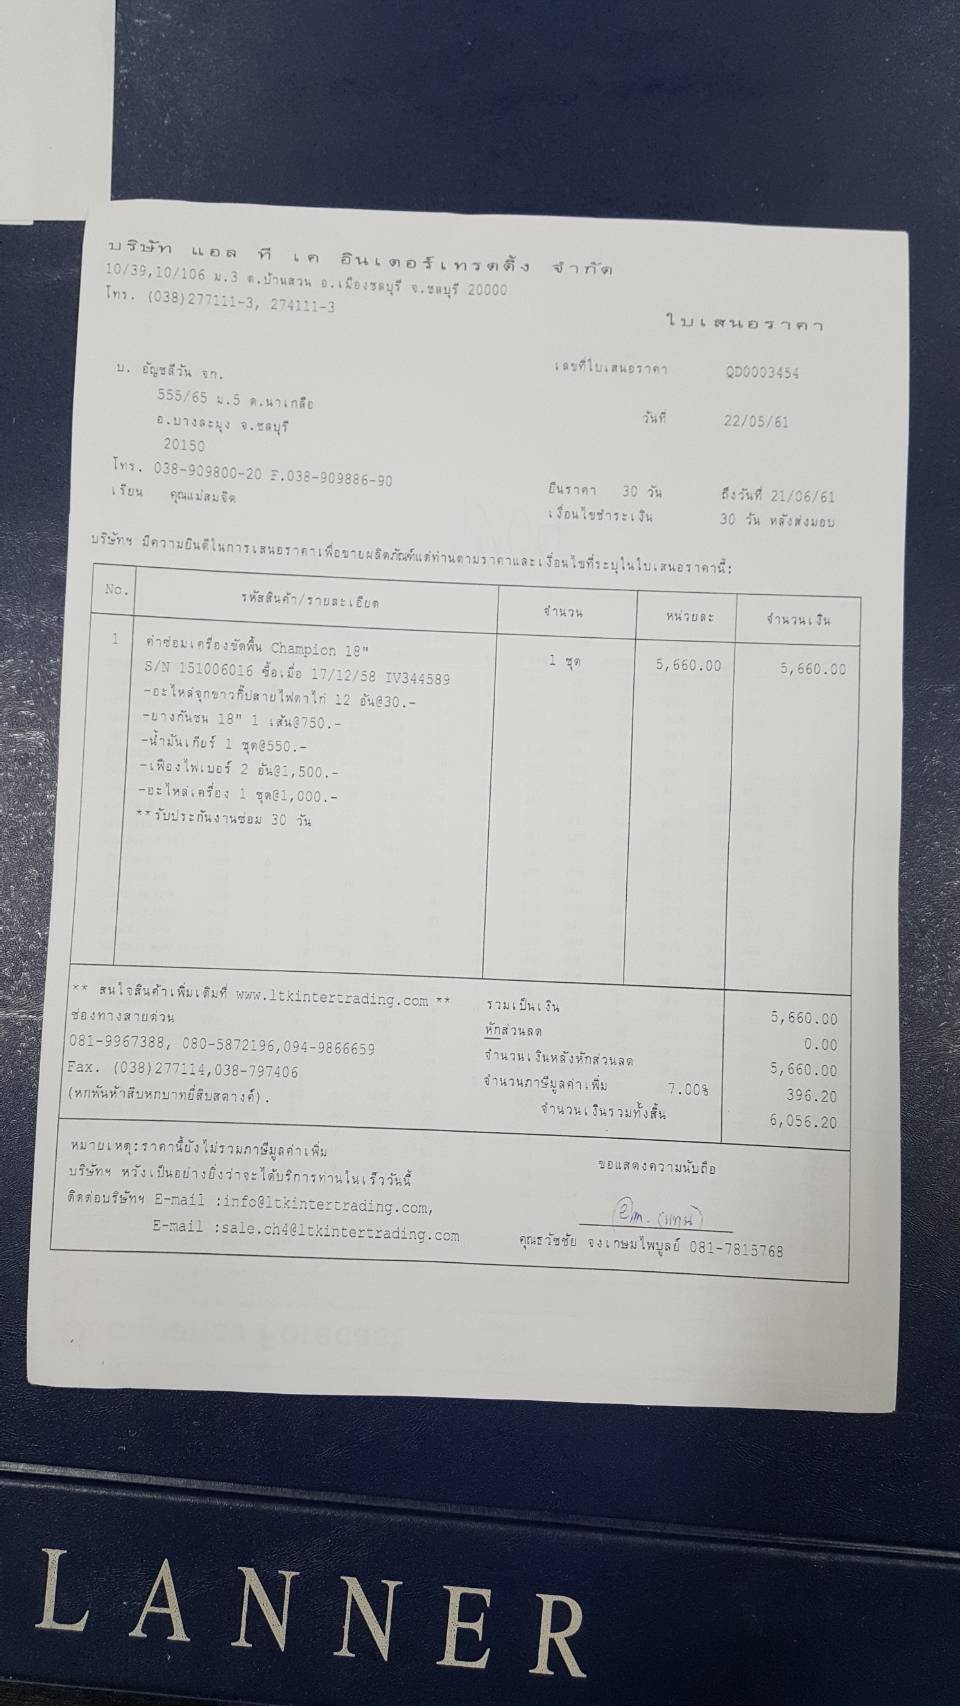 บริษัท แอล ที เค อินเตอร์เทรดดิ้ง จำกัด
10/39,10/106 ม.3 ต.บ้านสวน อ.เมืองชลบุรี จ.ชลบุรี 20000
โทร. (038)277111-3, 274111-3
ใบเสนอราคา
บ. อัญชลีวัน จก.
เลขที่ใบเสนอราคา QD0003454
555/65 ม.5 ต.นาเกลือ
อ.บางละมุง จ.ชลบุรี
วันที่ 22/05/61
20150
โทร. 038-909800-20 F.038-909886-90
เรียน คุณแม่สมจิต
ยืนราคา 30 วัน ถึงวันที่ 21/06/61
เงื่อนไขชำระเงิน 30 วัน หลังส่งมอบ
บริษัทฯ มีความยินดีในการเสนอราคาเพื่อขายผลิตภัณฑ์แด่ท่านตามราคาและเงื่อนไขที่ระบุในใบเสนอราคานี้:
No. รหัสสินค้า/รายละเอียด จำนวน หน่วยละ จำนวนเงิน
1 ค่าซ่อมเครื่องขัดพื้น Champion 18" 1 ชุด 5,660.00 5,660.00
S/N 151006016 ซื้อเมื่อ 17/12/58 IV344589
-อะไหล่จุกขาวกิ๊ปสายไฟตาไก่ 12 อัน@30.-
-ยางกันชน 18" 1 เส้น@750.-
-น้ำมันเกียร์ 1 ชุด@550.-
-เฟืองไฟเบอร์ 2 อัน@1,500.-
-อะไหล่เครื่อง 1 ชุด@1,000.-
**รับประกันงานซ่อม 30 วัน
** สนใจสินค้าเพิ่มเติมที่ www.ltkintertrading.com **
ช่องทางสายด่วน
081-9967388, 080-5872196,094-9866659
Fax. (038)277114,038-797406
(หกพันห้าสิบหกบาทยี่สิบสตางค์).
รวมเป็นเงิน 5,660.00
หักส่วนลด 0.00
จำนวนเงินหลังหักส่วนลด 5,660.00
จำนวนภาษีมูลค่าเพิ่ม 7.00% 396.20
จำนวนเงินรวมทั้งสิ้น 6,056.20
หมายเหตุ:ราคานี้ยังไม่รวมภาษีมูลค่าเพิ่ม
บริษัทฯ หวังเป็นอย่างยิ่งว่าจะได้บริการท่านในเร็ววันนี้
ติดต่อบริษัทฯ E-mail :info@ltkintertrading.com,
E-mail :sale.ch4@ltkintertrading.com
ขอแสดงความนับถือ
(แทน)
คุณธวัชชัย จงเกษมไพบูลย์ 081-7815768
LANNER